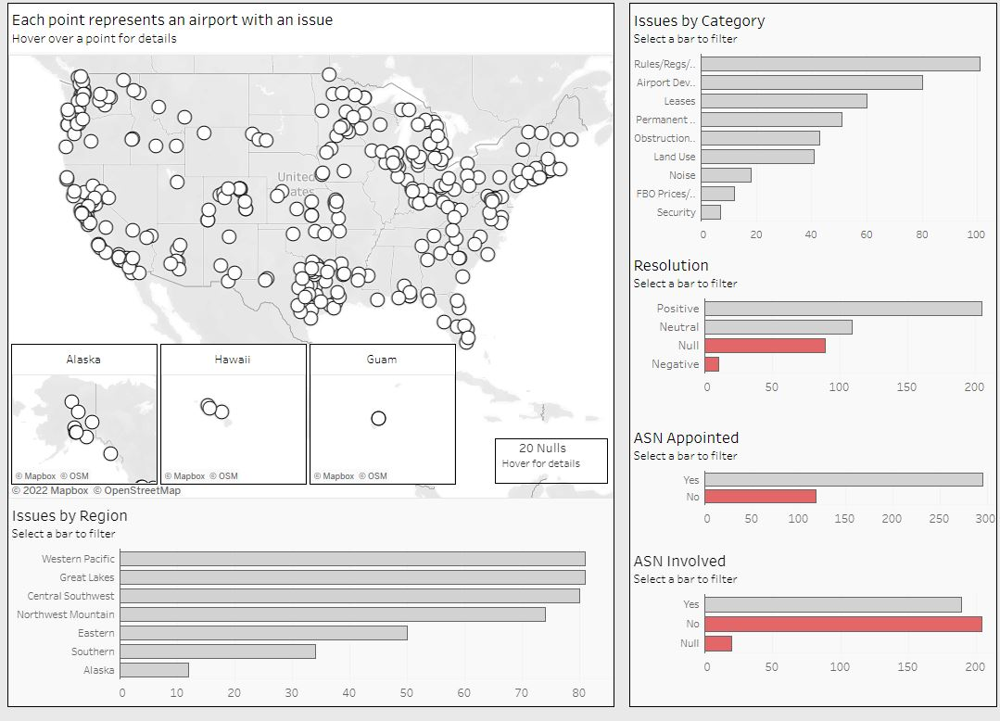 Each point represents an airport with an issue
Hover over a point for details
United
States
Alaska
Hawaii
Guam
© Mapbox © OSM
© Mapbox © OSM
© Mapbox © OSM
20 Nulls
Hover for details
© 2022 Mapbox © OpenStreetMap
Issues by Region
Select a bar to filter
Western Pacific
Great Lakes
Central Southwest
Northwest Mountain
Eastern
Southern
Alaska
0 10 20 30 40 50 60 70 80
Issues by Category
Select a bar to filter
Rules/Regs/..
Airport Dev..
Leases
Permanent ..
Obstruction..
Land Use
Noise
FBO Prices/..
Security
0 20 40 60 80 100
Resolution
Select a bar to filter
Positive
Neutral
Null
Negative
0 50 100 150 200
ASN Appointed
Select a bar to filter
Yes
No
0 50 100 150 200 250 300
ASN Involved
Select a bar to filter
Yes
No
Null
0 50 100 150 200